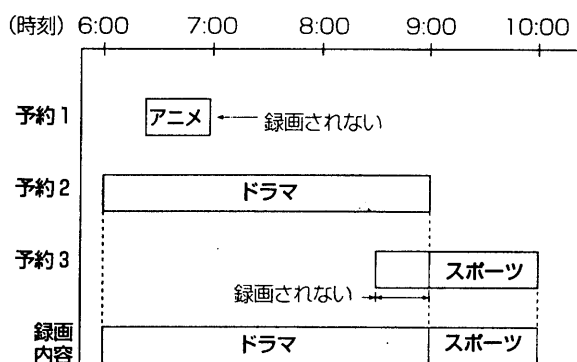 (時刻) 6:00 7:00 8:00 9:00 10:00
予約1 アニメ 録画されない
予約2 ドラマ
予約3 スポーツ
録画されない
録画内容 ドラマ スポーツ